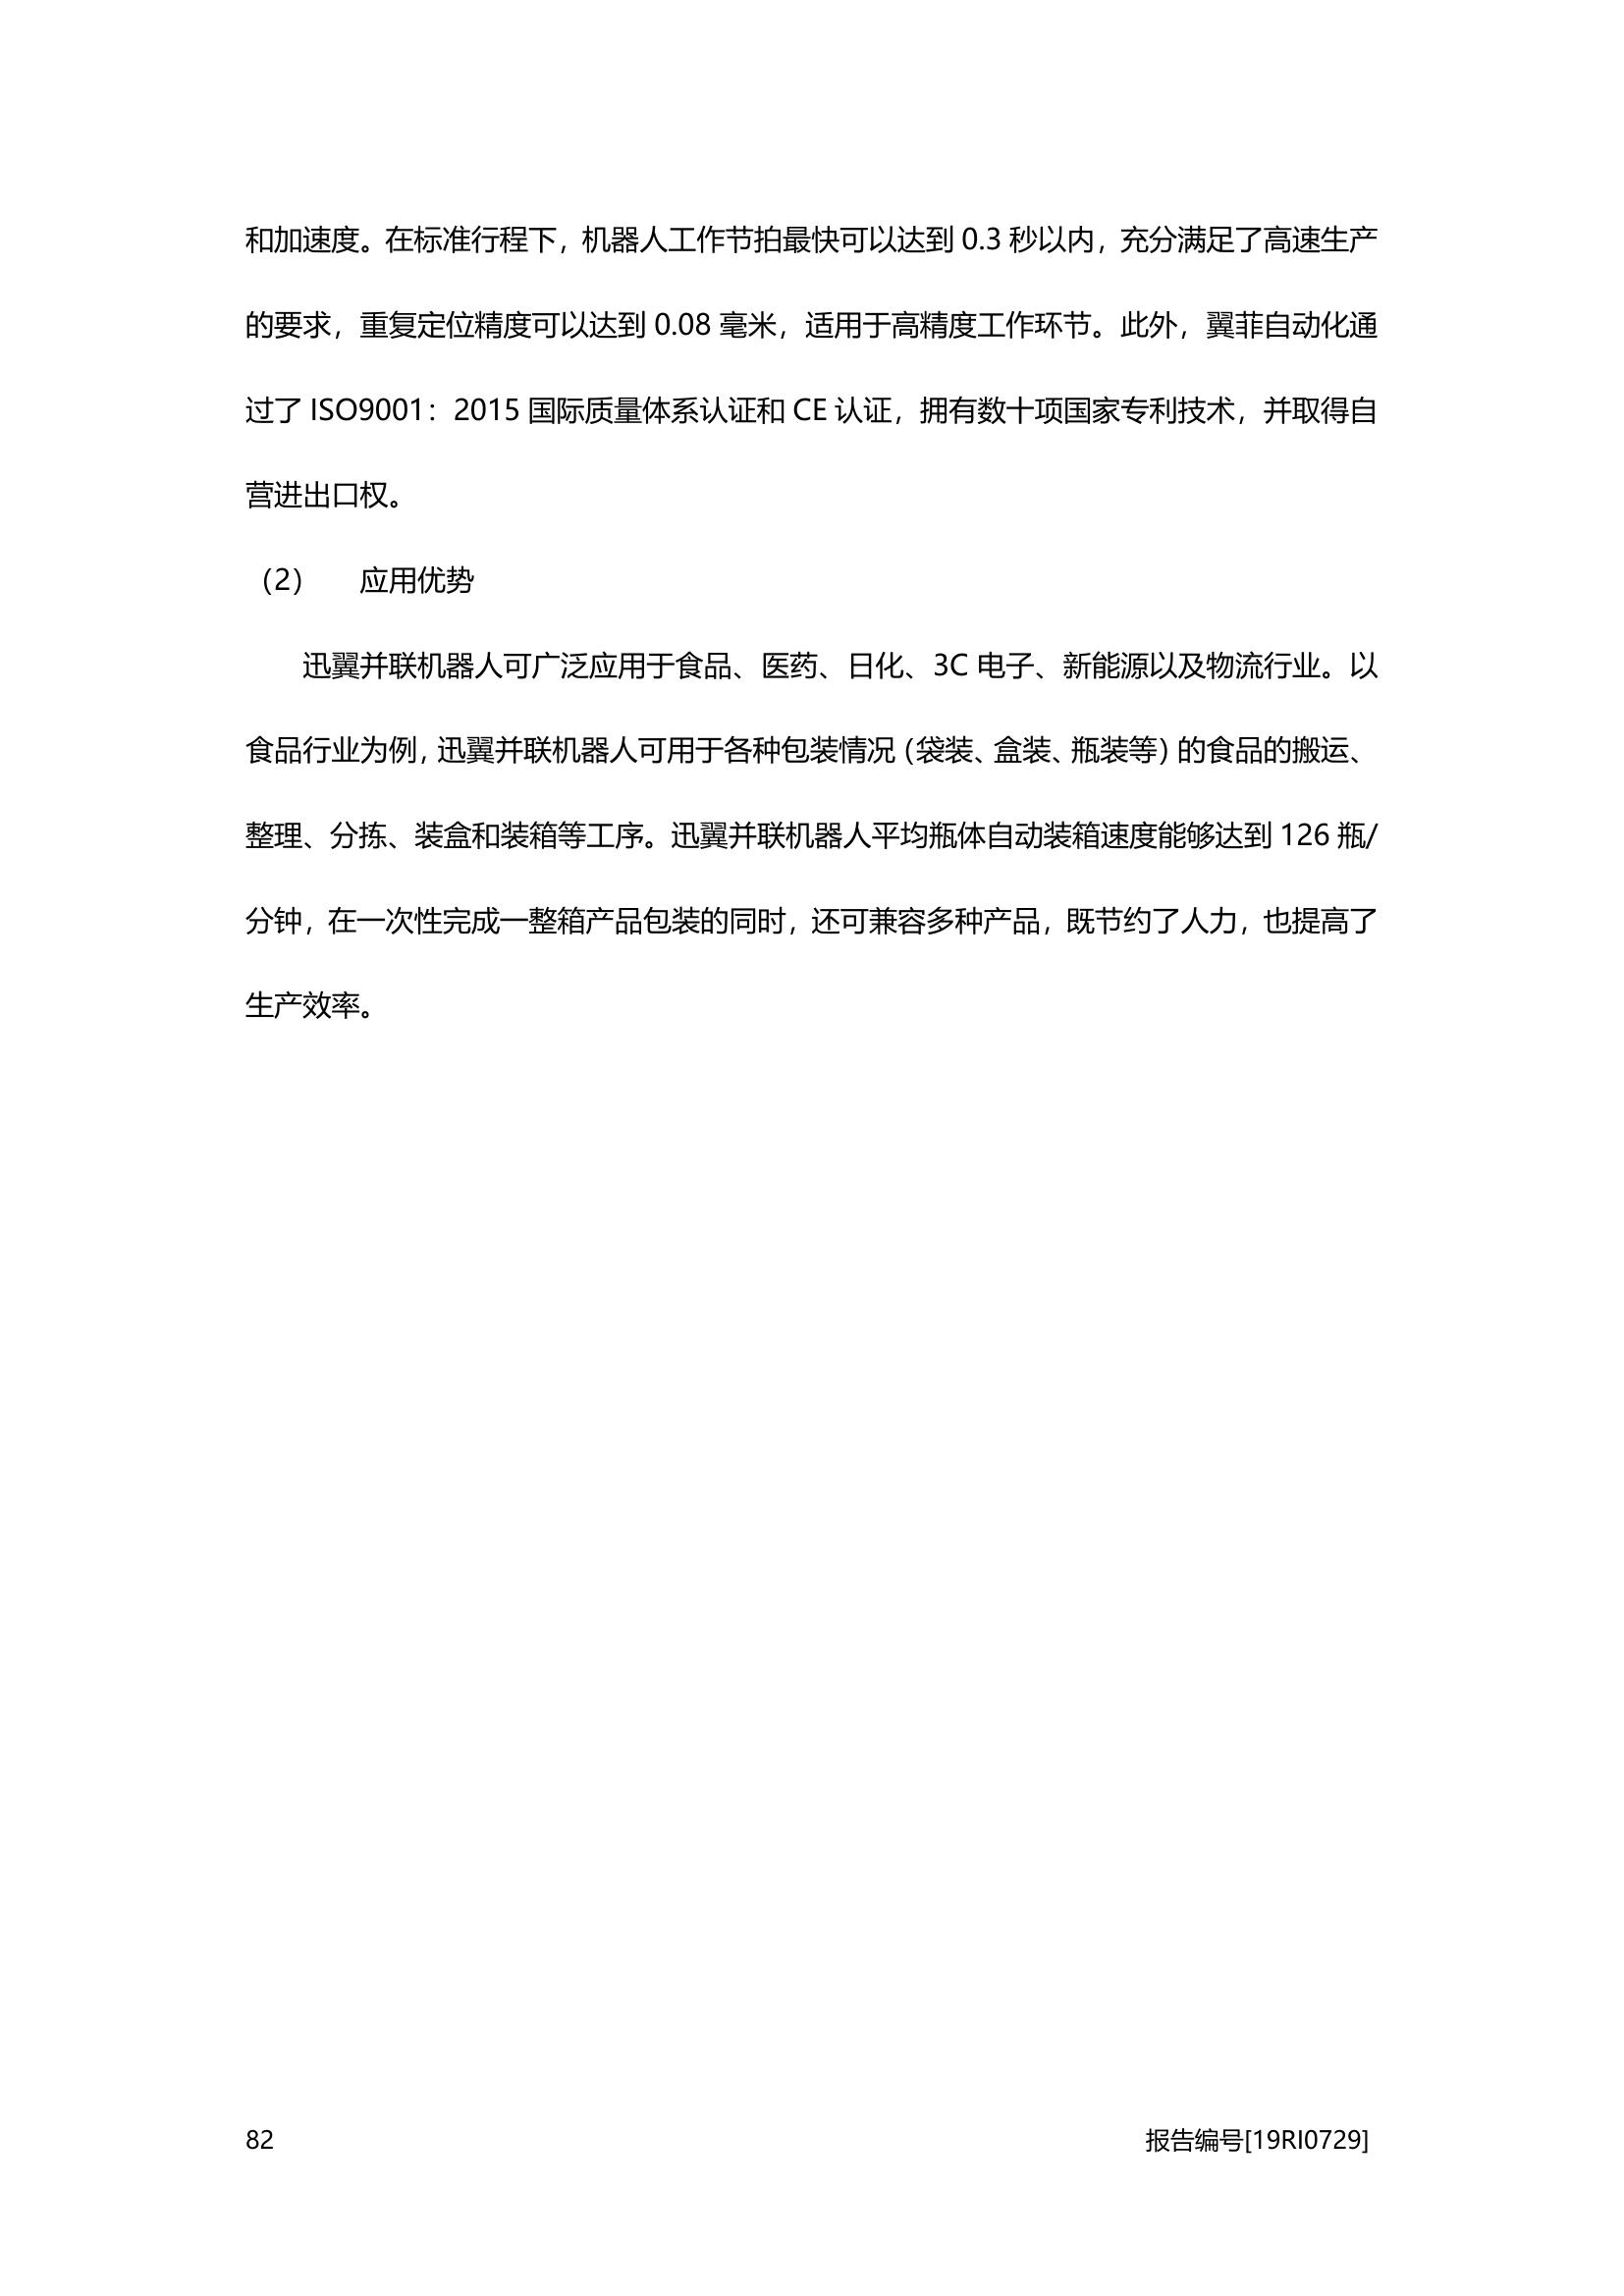 和加速度。在标准行程下，机器人工作节拍最快可以达到 0.3 秒以内，充分满足了高速生产
的要求，重复定位精度可以达到 0.08 毫米，适用于高精度工作环节。此外，翼菲自动化通
过了 ISO9001：2015 国际质量体系认证和 CE 认证，拥有数十项国家专利技术，并取得自
营进出口权。
（2） 应用优势
迅翼并联机器人可广泛应用于食品、医药、日化、3C 电子、新能源以及物流行业。以
食品行业为例，迅翼并联机器人可用于各种包装情况（袋装、盒装、瓶装等）的食品的搬运、
整理、分拣、装盒和装箱等工序。迅翼并联机器人平均瓶体自动装箱速度能够达到 126 瓶/
分钟，在一次性完成一整箱产品包装的同时，还可兼容多种产品，既节约了人力，也提高了
生产效率。
82 报告编号[19RI0729]